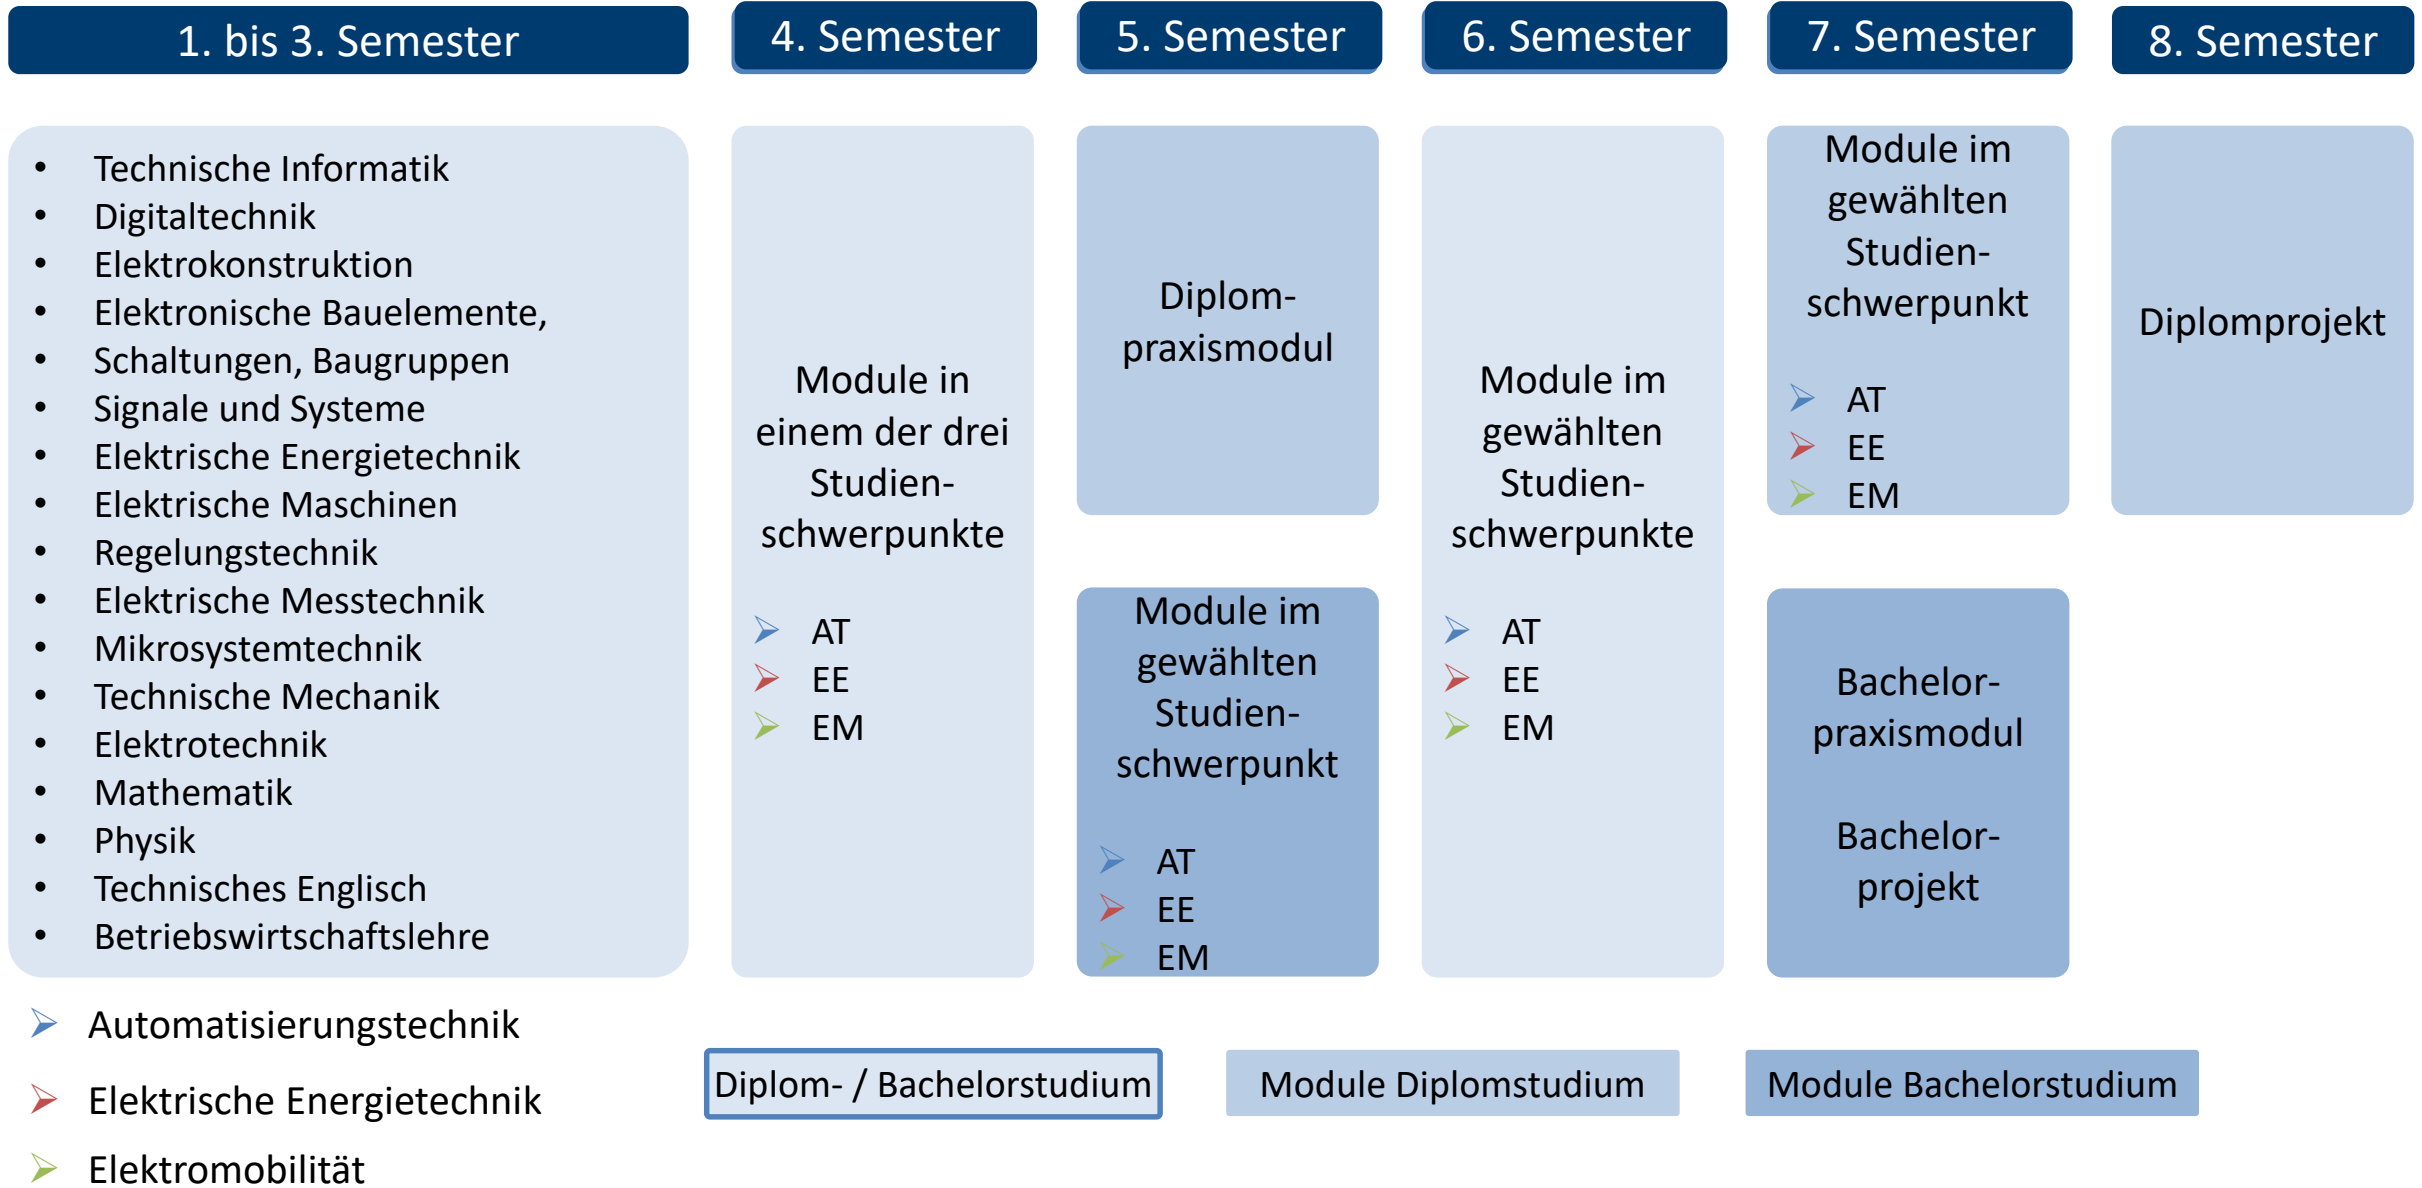 1. bis 3. Semester
4. Semester
5. Semester
6. Semester
7. Semester
8. Semester
• Technische Informatik
• Digitaltechnik
• Elektrokonstruktion
• Elektronische Bauelemente,
• Schaltungen, Baugruppen
• Signale und Systeme
• Elektrische Energietechnik
• Elektrische Maschinen
• Regelungstechnik
• Elektrische Messtechnik
• Mikrosystemtechnik
• Technische Mechanik
• Elektrotechnik
• Mathematik
• Physik
• Technisches Englisch
• Betriebswirtschaftslehre
Module in
einem der drei
Studien-
schwerpunkte
AT
EE
EM
Diplom-
praxismodul
Module im
gewählten
Studien-
schwerpunkt
AT
EE
EM
Module im
gewählten
Studien-
schwerpunkte
AT
EE
EM
Module im
gewählten
Studien-
schwerpunkt
AT
EE
EM
Bachelor-
praxismodul
Bachelor-
projekt
Diplomprojekt
Automatisierungstechnik
Elektrische Energietechnik
Elektromobilität
Diplom- / Bachelorstudium
Module Diplomstudium
Module Bachelorstudium